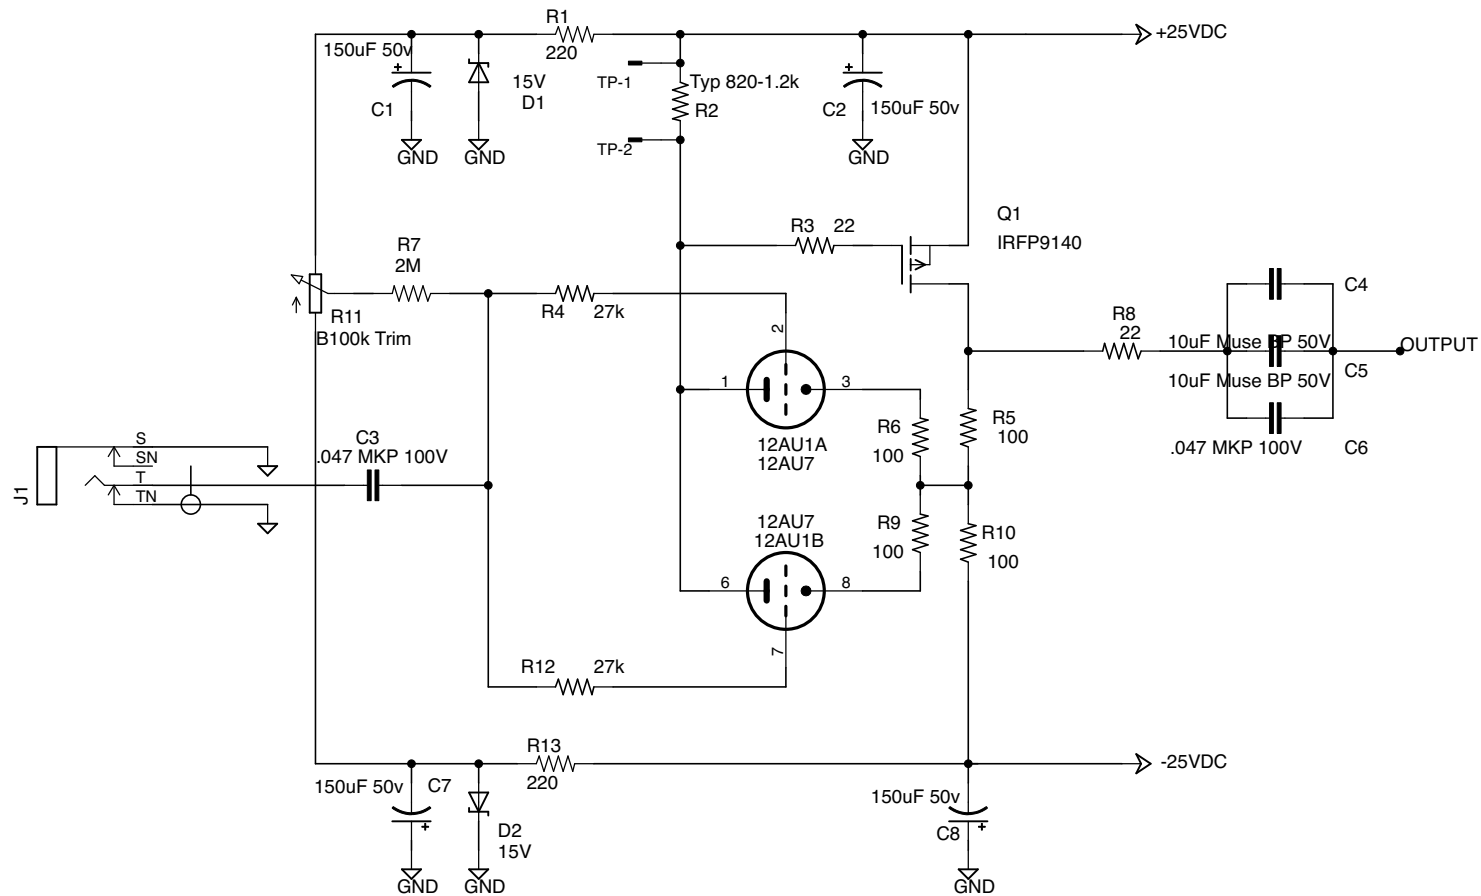 R1
220
150uF 50v
C1
15V
D1
GND
GND
TP-1
TP-2
Typ 820-1.2k
R2
C2
150uF 50v
GND
+25VDC
R7
2M
R11
B100k Trim
R4
27k
R3
22
Q1
IRFP9140
2
1
3
12AU1A
12AU7
R6
100
R5
100
R8
22
C4
10uF Muse BP 50V
C5
10uF Muse BP 50V
C6
.047 MKP 100V
OUTPUT
J1
S
SN
T
TN
C3
.047 MKP 100V
12AU7
12AU1B
6
8
7
R9
100
R10
100
R12
27k
R13
220
150uF 50v
C7
D2
15V
GND
GND
150uF 50v
C8
GND
-25VDC